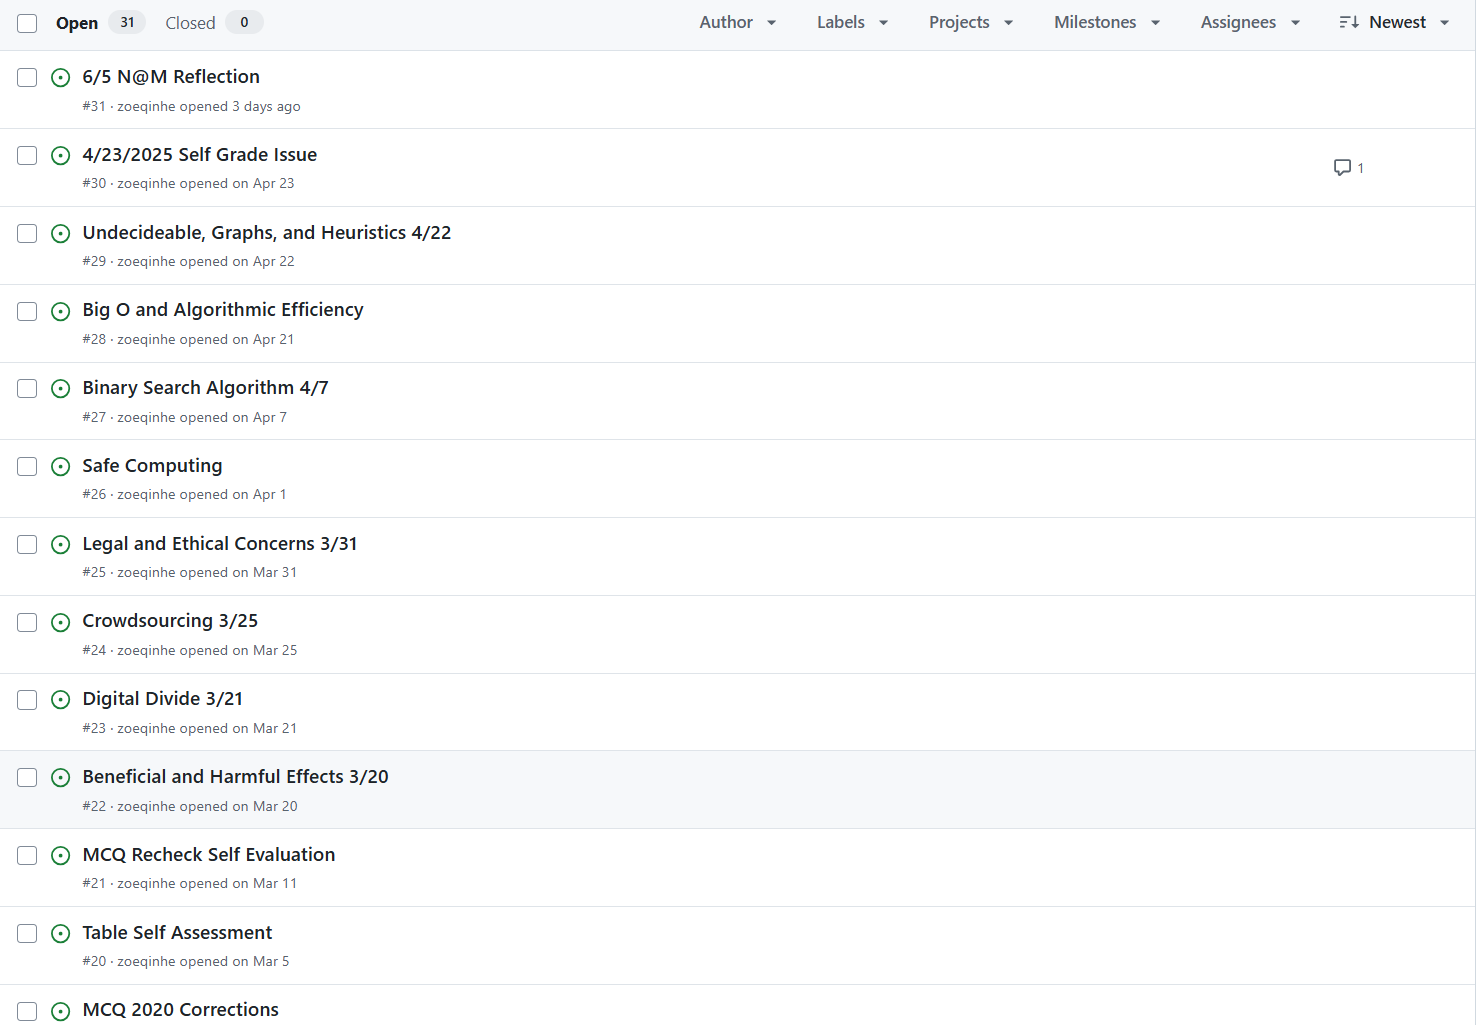 Open 31 Closed 0 Author Labels Projects Milestones Assignees Newest
6/5 N@M Reflection
#31 · zoeqinhe opened 3 days ago
4/23/2025 Self Grade Issue
#30 · zoeqinhe opened on Apr 23
1
Undecideable, Graphs, and Heuristics 4/22
#29 · zoeqinhe opened on Apr 22
Big O and Algorithmic Efficiency
#28 · zoeqinhe opened on Apr 21
Binary Search Algorithm 4/7
#27 · zoeqinhe opened on Apr 7
Safe Computing
#26 · zoeqinhe opened on Apr 1
Legal and Ethical Concerns 3/31
#25 · zoeqinhe opened on Mar 31
Crowdsourcing 3/25
#24 · zoeqinhe opened on Mar 25
Digital Divide 3/21
#23 · zoeqinhe opened on Mar 21
Beneficial and Harmful Effects 3/20
#22 · zoeqinhe opened on Mar 20
MCQ Recheck Self Evaluation
#21 · zoeqinhe opened on Mar 11
Table Self Assessment
#20 · zoeqinhe opened on Mar 5
MCQ 2020 Corrections